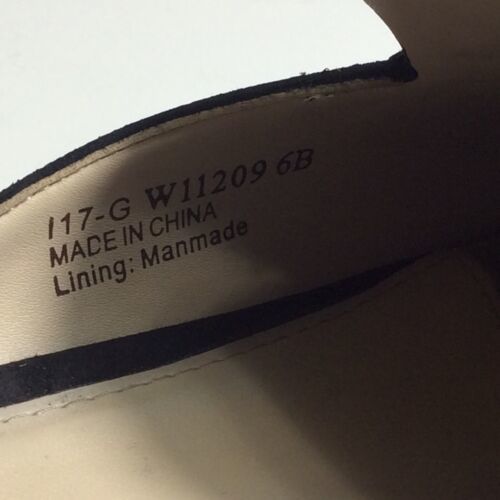 I17-G W11209 6B
MADE IN CHINA
Lining: Manmade